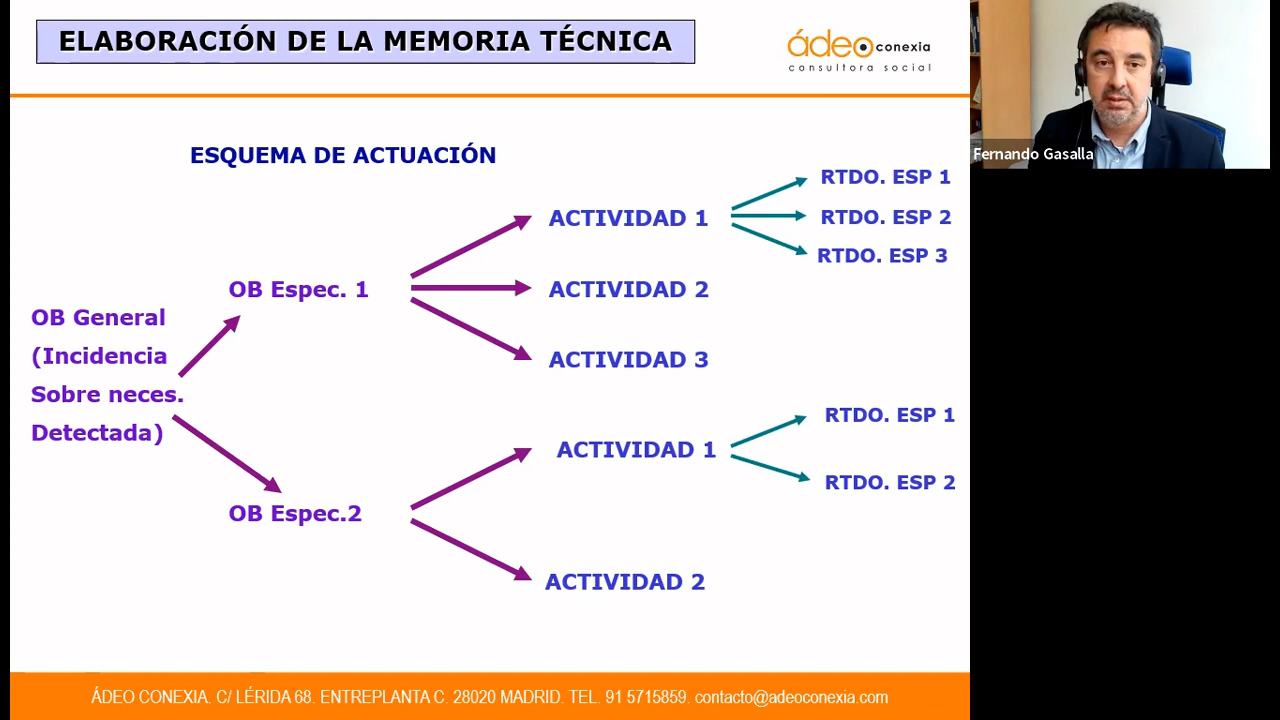 ELABORACIÓN DE LA MEMORIA TÉCNICA
ádeo conexia
consultora social
Fernando Gasalla
ESQUEMA DE ACTUACIÓN
OB General
(Incidencia
Sobre neces.
Detectada)
OB Espec. 1
ACTIVIDAD 1
RTDO. ESP 1
RTDO. ESP 2
RTDO. ESP 3
ACTIVIDAD 2
ACTIVIDAD 3
OB Espec.2
ACTIVIDAD 1
RTDO. ESP 1
RTDO. ESP 2
ACTIVIDAD 2
ÁDEO CONEXIA. C/ LÉRIDA 68. ENTREPLANTA C. 28020 MADRID. TEL. 91 5715859. contacto@adeoconexia.com